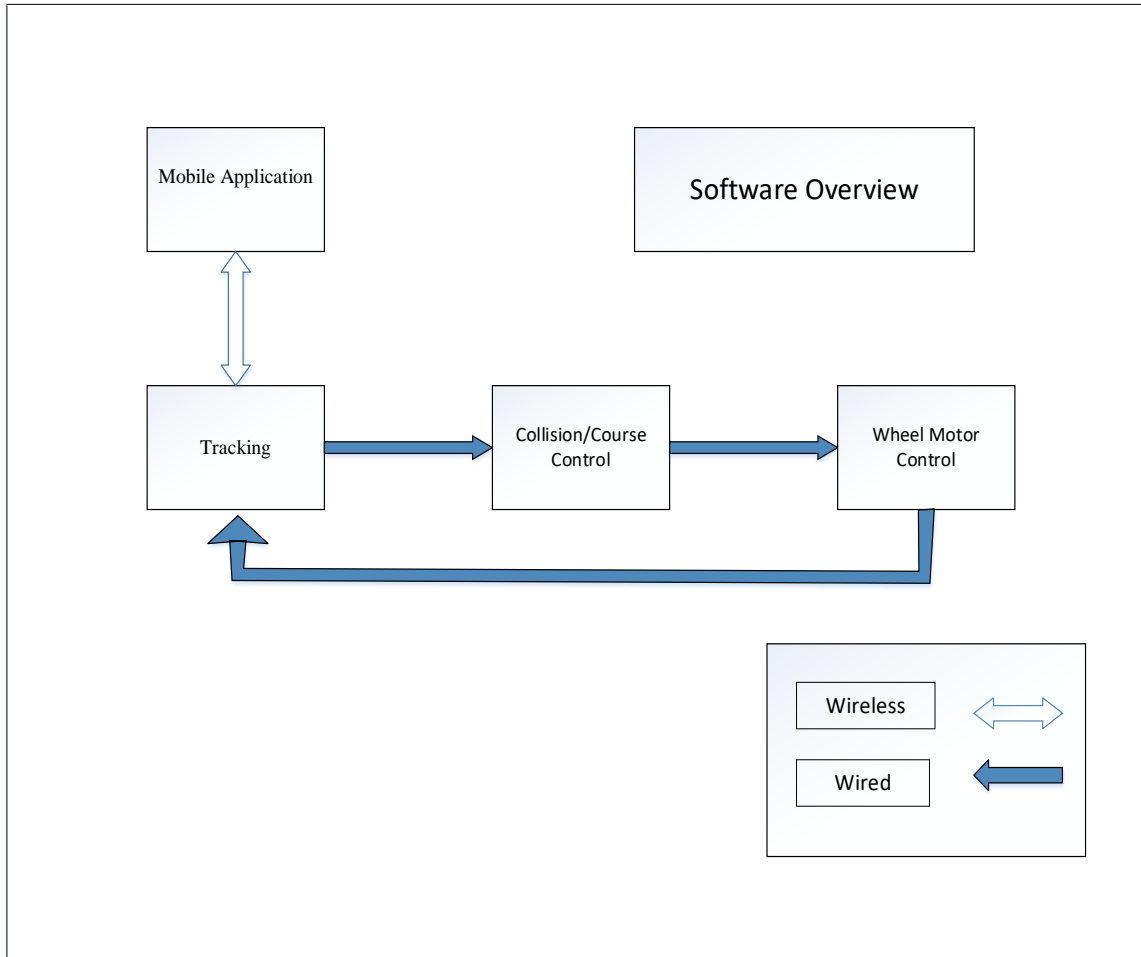 Mobile Application
Software Overview
Tracking
Collision/Course
Control
Wheel Motor
Control
Wireless
Wired